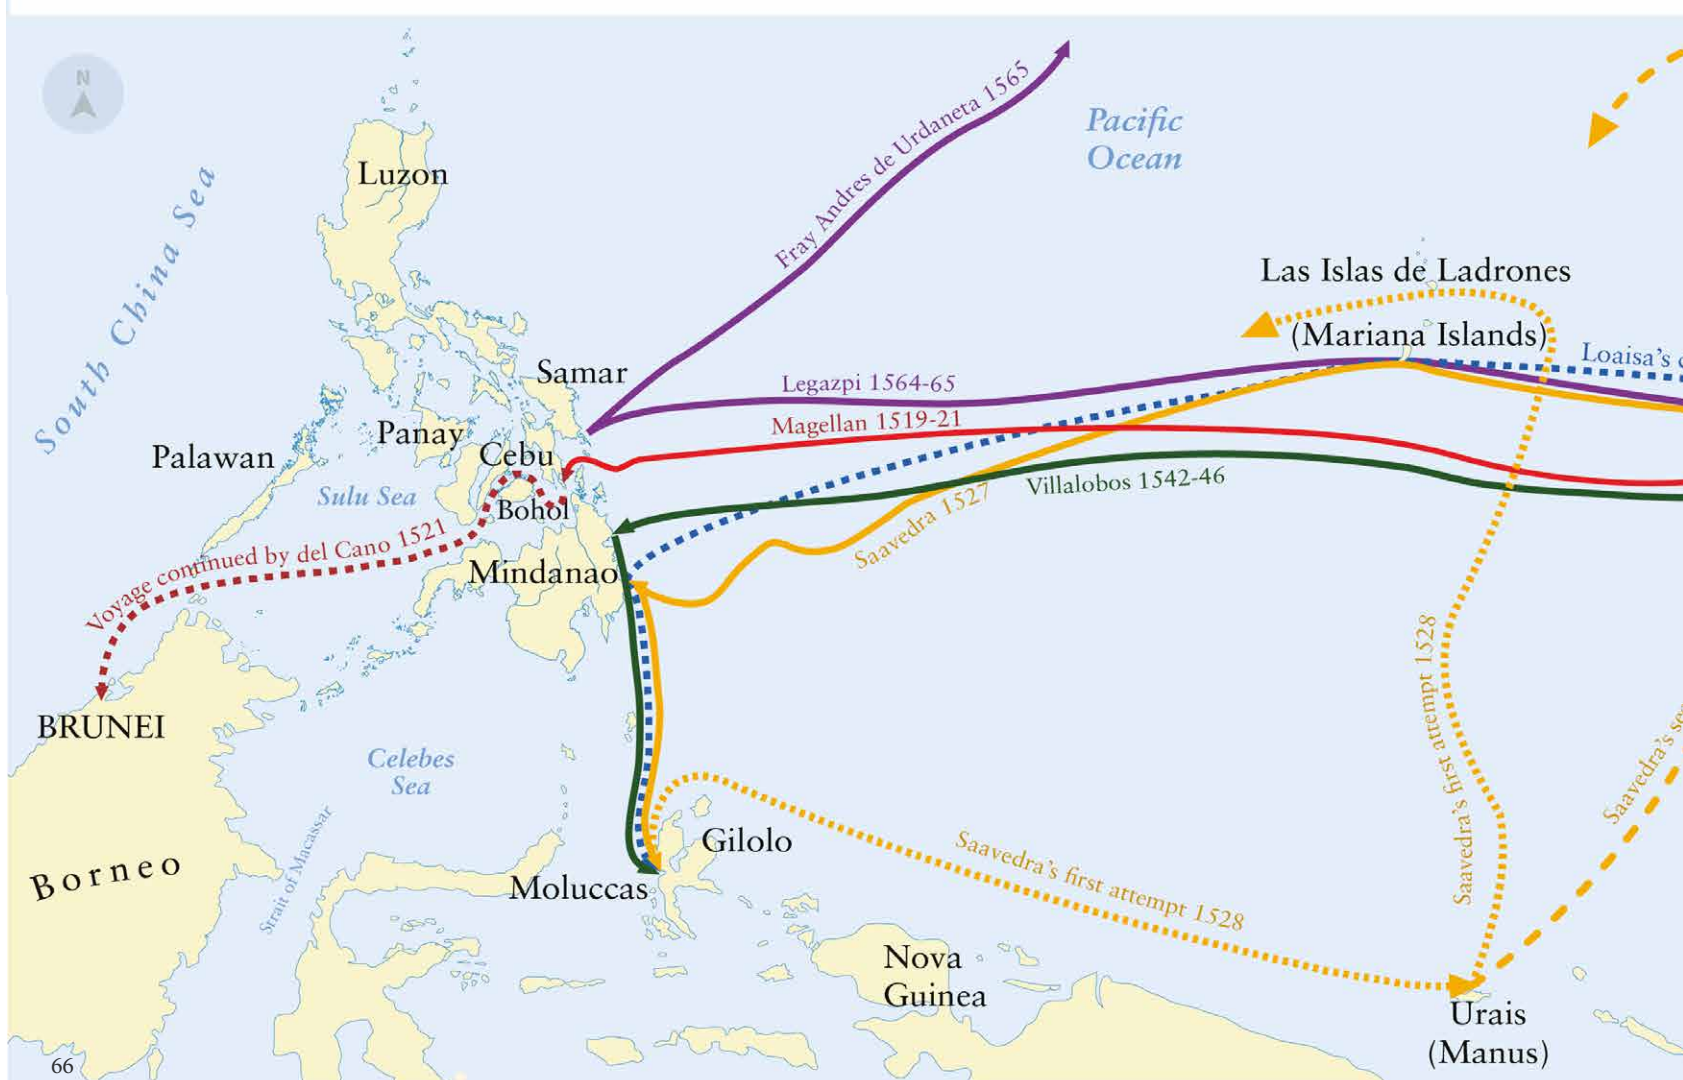 N
Fray Andres de Urdaneta 1565
Pacific
Ocean
Luzon
South China Sea
Las Islas de Ladrones
(Mariana Islands)
Loaisa's
Samar
Legazpi 1564-65
Magellan 1519-21
Panay
Cebu
Palawan
Sulu Sea
Bohol
Villalobos 1542-46
Saavedra 1527
Voyage continued by del Cano 1521
Mindanao
Saavedra's first attempt 1528
BRUNEI
Celebes
Sea
Saavedra's
Gilolo
Strait of Macassar
Borneo
Moluccas
Saavedra's first attempt 1528
Nova
Guinea
Urais
(Manus)
66